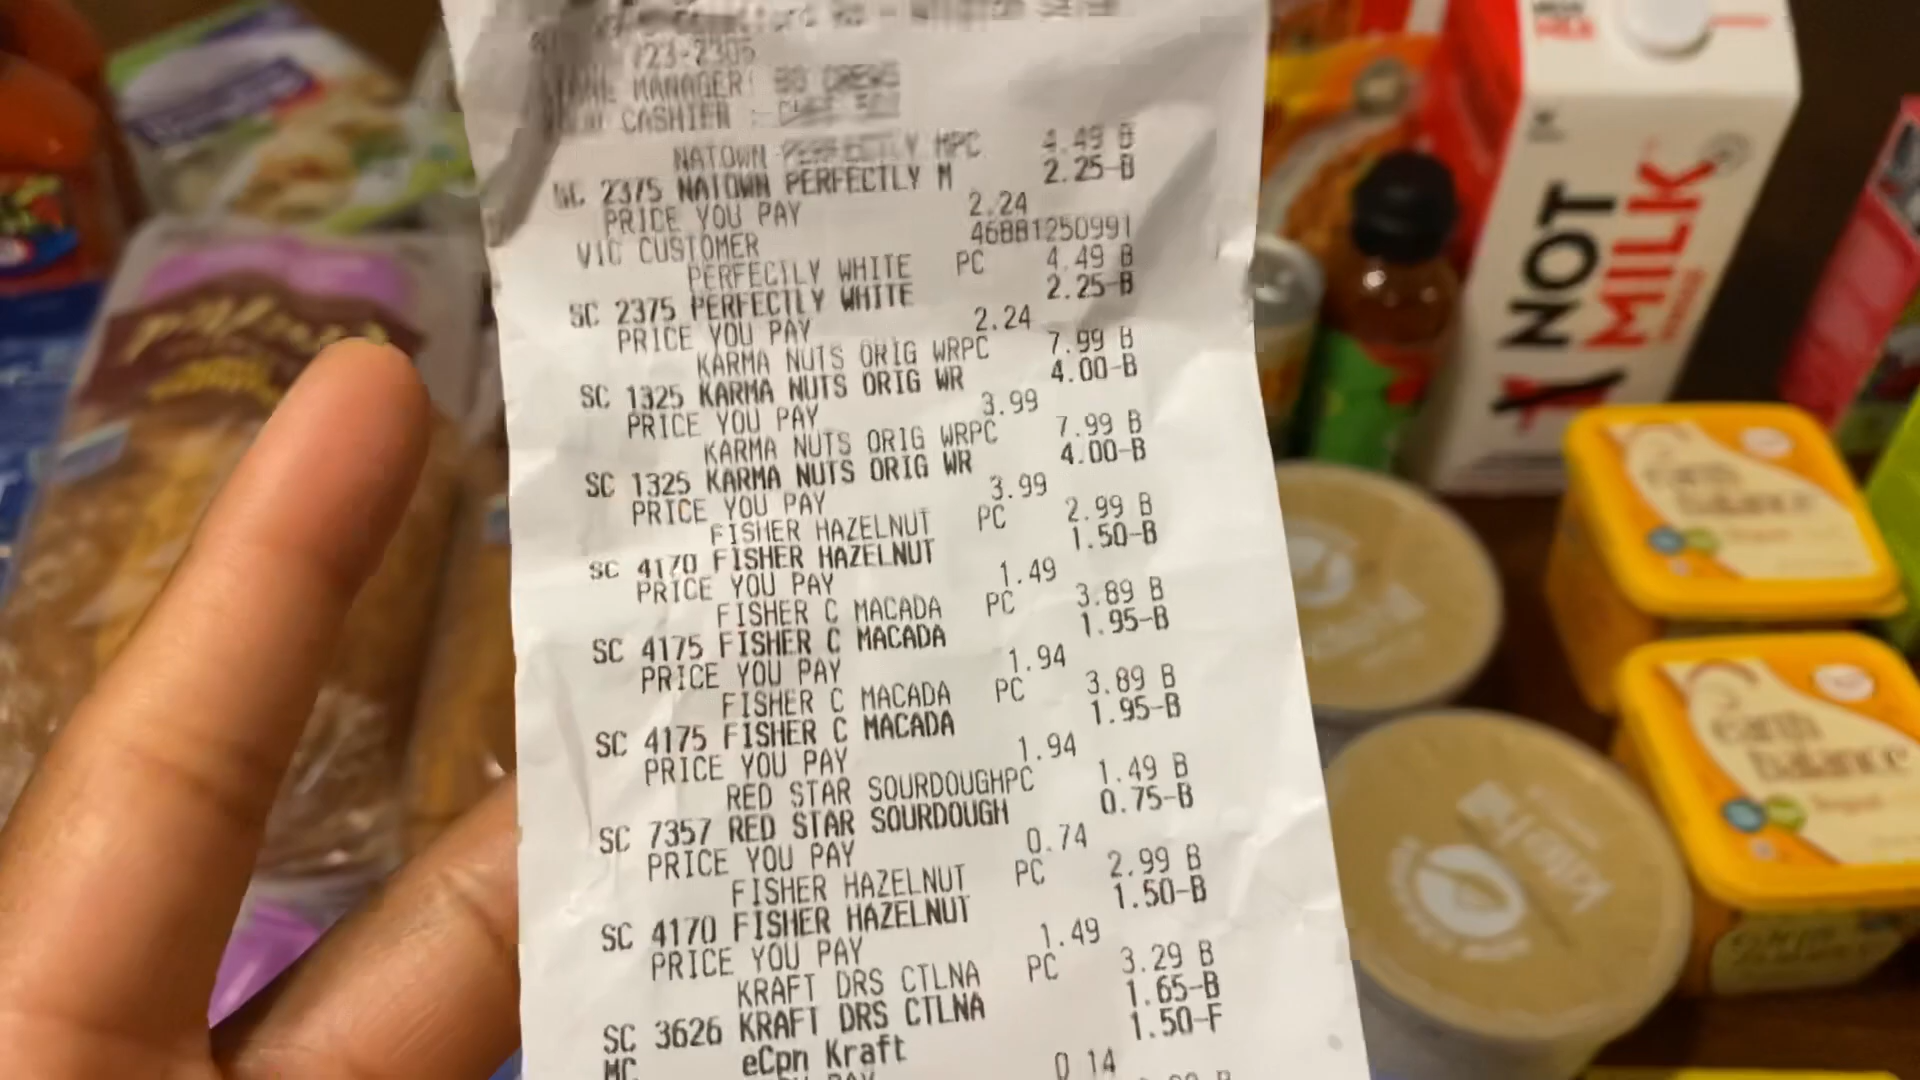 723-2305
MANAGER:
CASHIER :
NATOWN PERFECTLY MPC 4.49 B
SC 2375 NATOWN PERFECTLY M 2.25-B
PRICE YOU PAY 2.24
VIC CUSTOMER 46881250991
PERFECTLY WHITE PC 4.49 B
SC 2375 PERFECTLY WHITE 2.25-B
PRICE YOU PAY 2.24
KARMA NUTS ORIG WRPC 7.99 B
SC 1325 KARMA NUTS ORIG WR 4.00-B
PRICE YOU PAY 3.99
KARMA NUTS ORIG WRPC 7.99 B
SC 1325 KARMA NUTS ORIG WR 4.00-B
PRICE YOU PAY 3.99
FISHER HAZELNUT PC 2.99 B
SC 4170 FISHER HAZELNUT 1.50-B
PRICE YOU PAY 1.49
FISHER C MACADA PC 3.89 B
SC 4175 FISHER C MACADA 1.95-B
PRICE YOU PAY 1.94
FISHER C MACADA PC 3.89 B
SC 4175 FISHER C MACADA 1.95-B
PRICE YOU PAY 1.94
RED STAR SOURDOUGHPC 1.49 B
SC 7357 RED STAR SOURDOUGH 0.75-B
PRICE YOU PAY 0.74
FISHER HAZELNUT PC 2.99 B
SC 4170 FISHER HAZELNUT 1.50-B
PRICE YOU PAY 1.49
KRAFT DRS CTLNA PC 3.29 B
SC 3626 KRAFT DRS CTLNA 1.65-B
MC eCpn Kraft 1.50-F
PAY 0.14
NOT
MILK
earth
balance
earth
balance